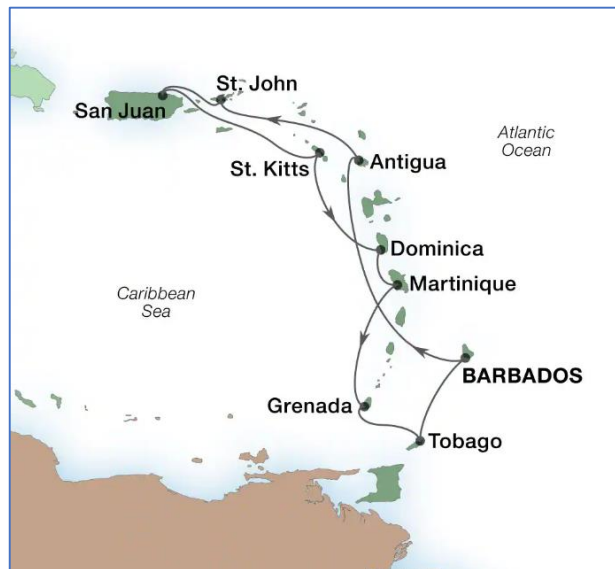 St. John
San Juan
Atlantic
Ocean
St. Kitts
Antigua
Dominica
Martinique
Caribbean
Sea
BARBADOS
Grenada
Tobago